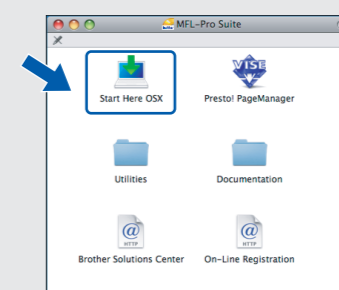 MFL-Pro Suite
VISE
Start Here OSX
Presto! PageManager
Utilities
Documentation
@
HTTP
@
HTTP
Brother Solutions Center
On-Line Registration